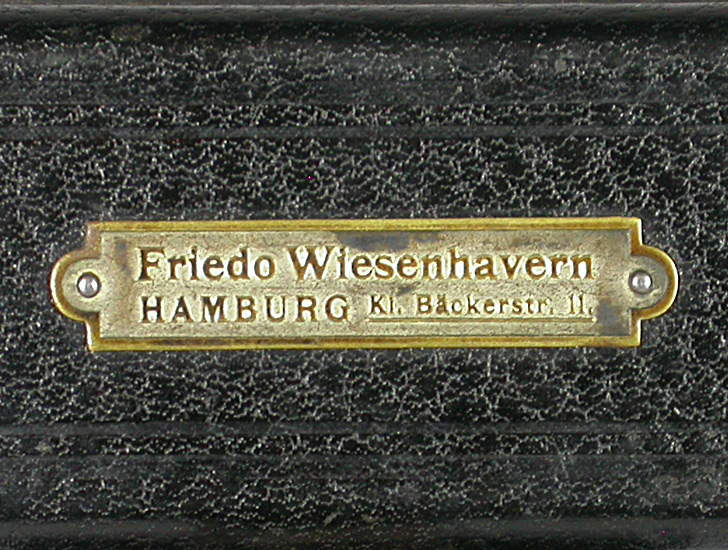 Friedo Wiesenhavern
HAMBURG Kl. Bäckerstr. 11.